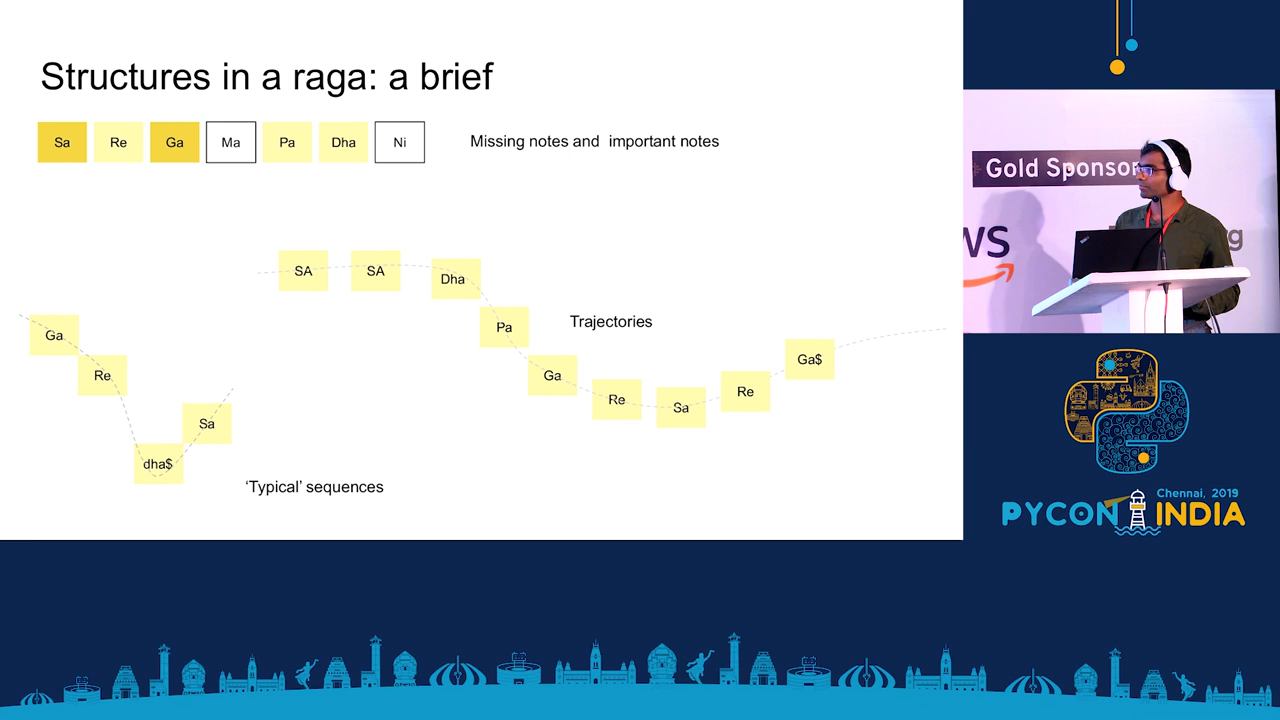 Structures in a raga: a brief
Sa Re Ga Ma Pa Dha Ni
Missing notes and important notes
SA SA Dha
Pa
Trajectories
Ga
Re
Ga
Re
Sa
Re
Ga$
Sa
dha$
‘Typical’ sequences
Gold Sponsor
WS
g
Chennai, 2019
PYCON INDIA